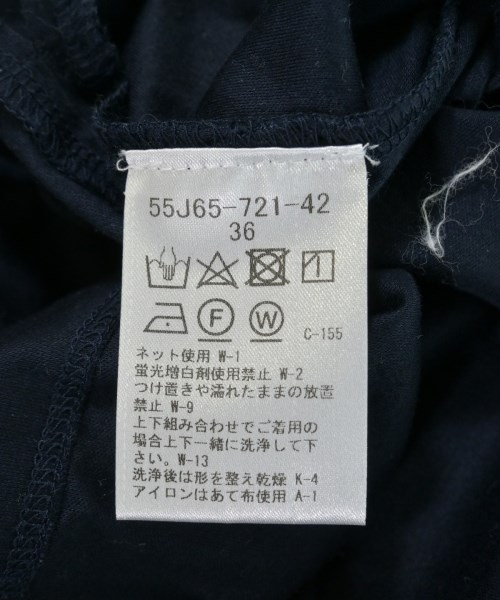 55J65-721-42
36
F W C-155
ネット使用 W-1
蛍光増白剤使用禁止 W-2
つけ置きや濡れたままの放置
禁止 W-9
上下組み合わせでご着用の
場合上下一緒に洗浄して下
さい。W-13
洗浄後は形を整え乾燥 K-4
アイロンはあて布使用 A-1